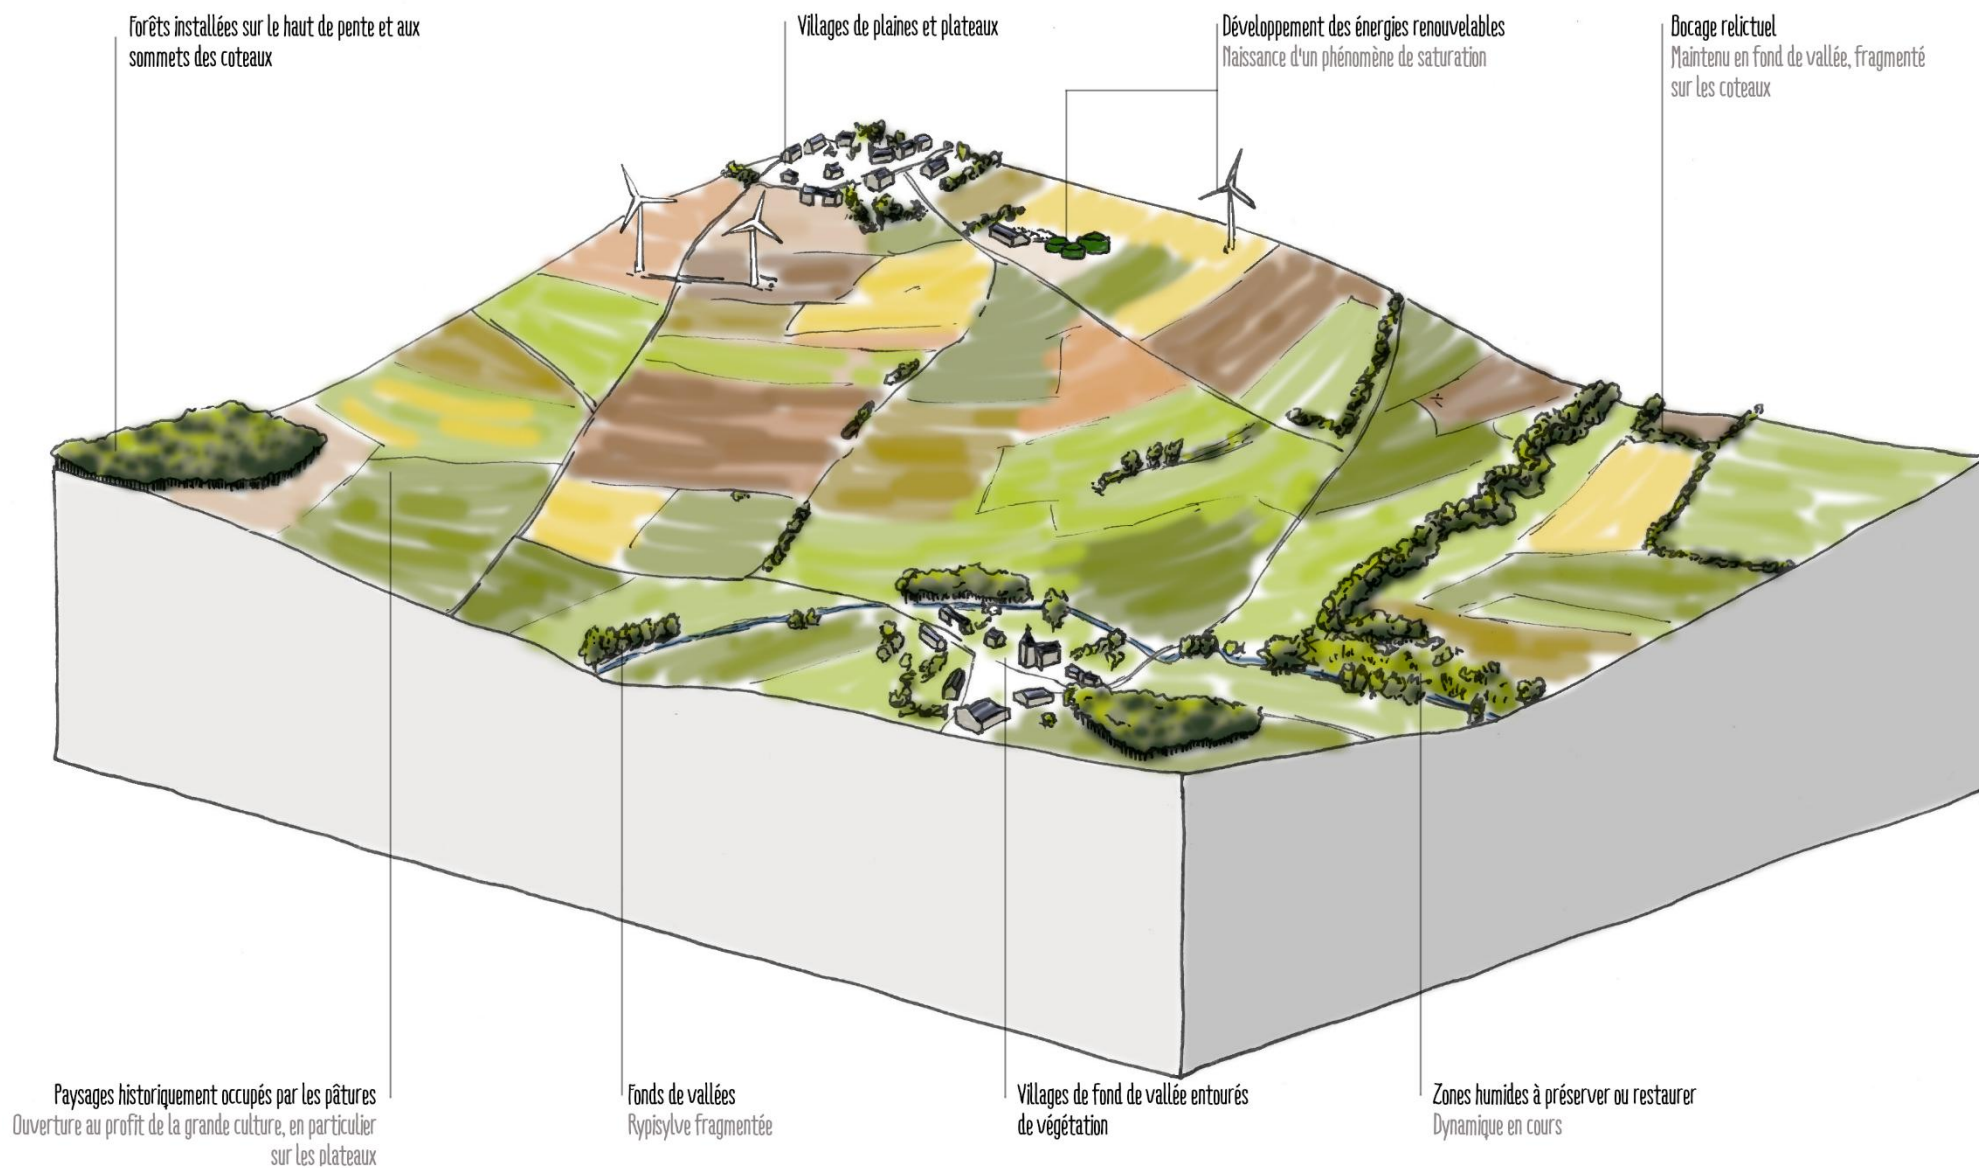 Forêts installées sur le haut de pente et aux
sommets des coteaux
Villages de plaines et plateaux
Développement des énergies renouvelables
Naissance d'un phénomène de saturation
Bocage relictuel
Maintenu en fond de vallée, fragmenté
sur les coteaux
Paysages historiquement occupés par les pâtures
Ouverture au profit de la grande culture, en particulier
sur les plateaux
Fonds de vallées
Rypisylve fragmentée
Villages de fond de vallée entourés
de végétation
Zones humides à préserver ou restaurer
Dynamique en cours